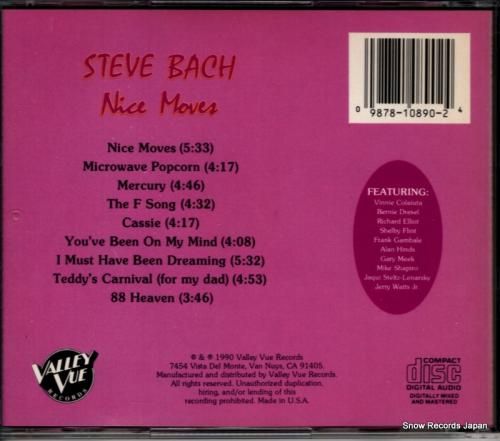 STEVE BACH
Nice Moves
0 9878-10890-2 4
Nice Moves (5:33)
Microwave Popcorn (4:17)
Mercury (4:46)
The F Song (4:32)
Cassie (4:17)
You've Been On My Mind (4:08)
I Must Have Been Dreaming (5:32)
Teddy's Carnival (for my dad) (4:53)
88 Heaven (3:46)
FEATURING:
Vinnie Colaiuta
Bernie Dresel
Richard Elliot
Shelby Flint
Frank Gambale
Alan Hinds
Gary Meek
Mike Shapiro
Jaqui Steltz-Lenarsky
Jerry Watts Jr
VALLEY
VUE
RECORDS
℗ & ℗ 1990 Valley Vue Records
7454 Vista Del Monte, Van Nuys, CA 91405.
Manufactured and distributed by Valley Vue Records.
All rights reserved. Unauthorized duplication,
hiring, and/or lending of this
recording prohibited. Made in U.S.A.
COMPACT
disc
DIGITAL AUDIO
DIGITALLY MIXED
AND MASTERED
Snow Records Japan